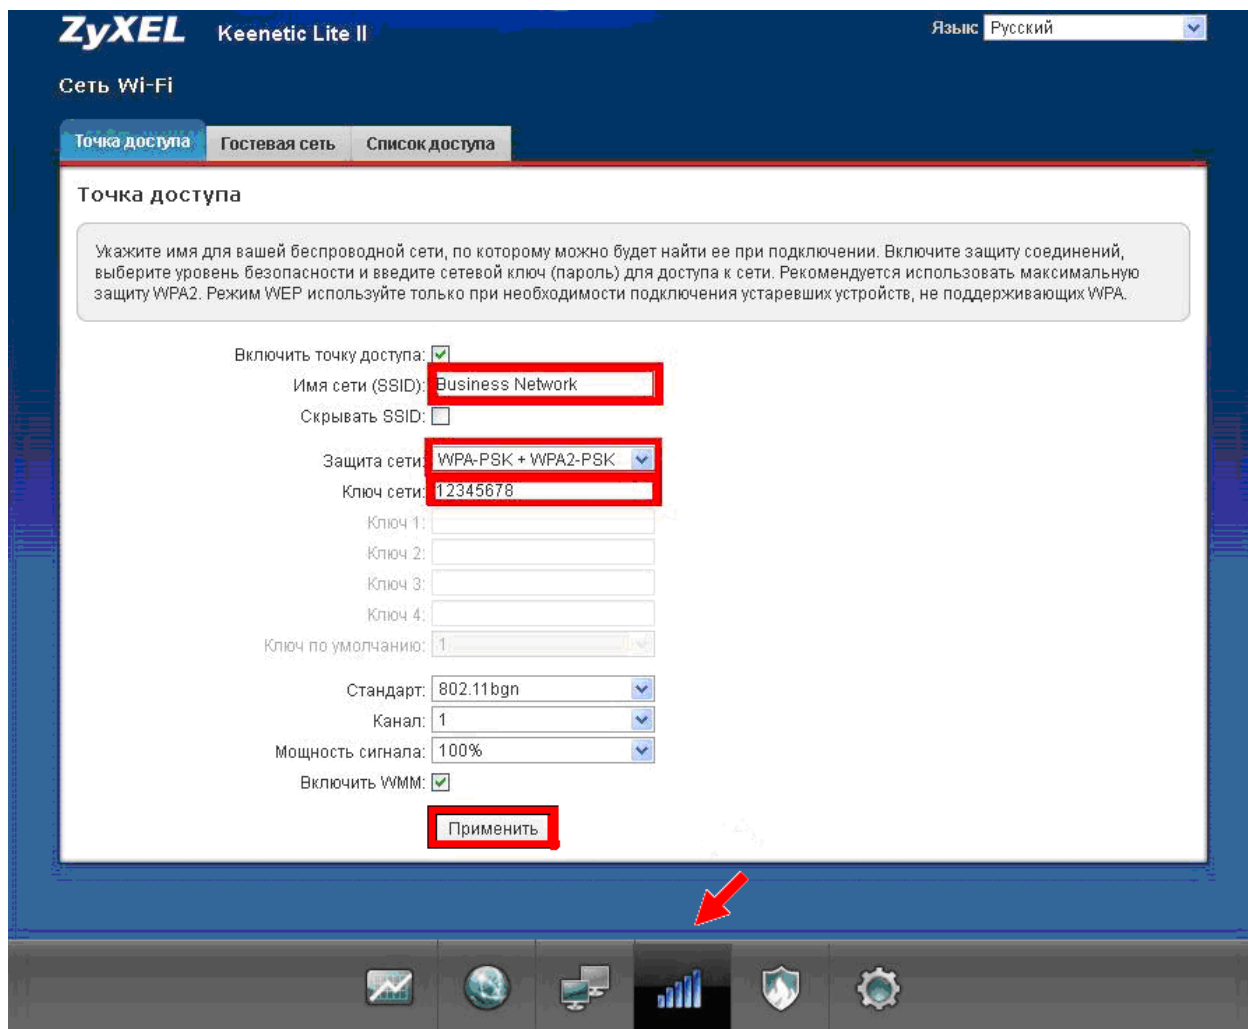 ZyXEL Keenetic Lite II
Язык: Русский
Сеть Wi-Fi
Точка доступа Гостевая сеть Список доступа
Точка доступа
Укажите имя для вашей беспроводной сети, по которому можно будет найти ее при подключении. Включите защиту соединений,
выберите уровень безопасности и введите сетевой ключ (пароль) для доступа к сети. Рекомендуется использовать максимальную
защиту WPA2. Режим WEP используйте только при необходимости подключения устаревших устройств, не поддерживающих WPA.
Включить точку доступа:
Имя сети (SSID): Business Network
Скрывать SSID:
Защита сети: WPA-PSK + WPA2-PSK
Ключ сети: 12345678
Ключ 1:
Ключ 2:
Ключ 3:
Ключ 4:
Ключ по умолчанию: 1
Стандарт: 802.11bgn
Канал: 1
Мощность сигнала: 100%
Включить WMM:
Применить